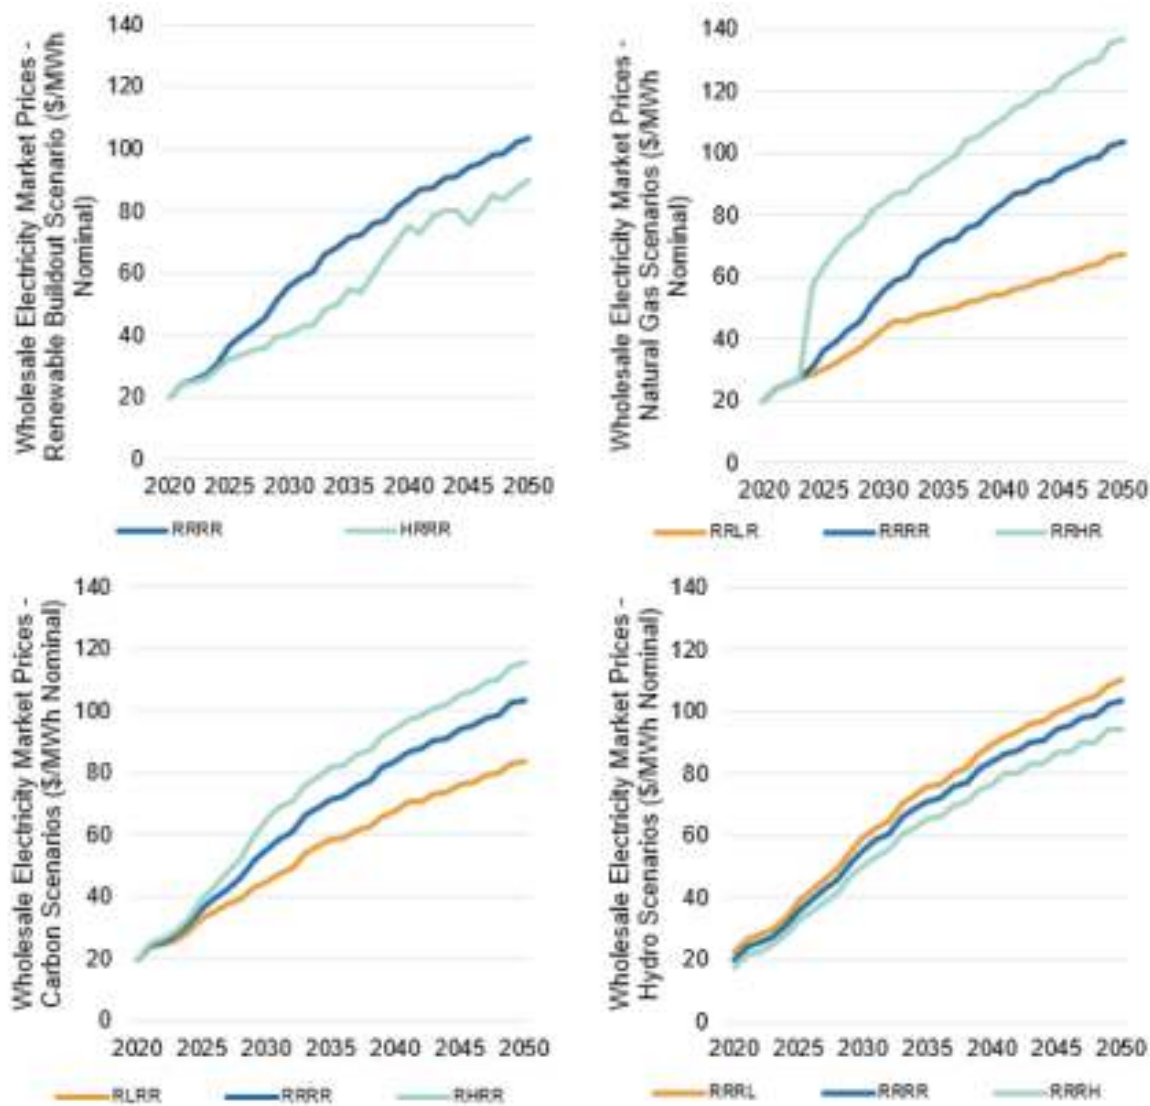 Wholesale Electricity Market Prices -
Renewable Buildout Scenario ($/MWh
Nominal)
140
120
100
80
60
40
20
0
2020 2025 2030 2035 2040 2045 2050
RRRR HRRR
Wholesale Electricity Market Prices -
Natural Gas Scenarios ($/MWh
Nominal)
140
120
100
80
60
40
20
0
2020 2025 2030 2035 2040 2045 2050
RRLR RRRR RRHR
Wholesale Electricity Market Prices -
Carbon Scenarios ($/MWh Nominal)
140
120
100
80
60
40
20
0
2020 2025 2030 2035 2040 2045 2050
RLRR RRRR RHRR
Wholesale Electricity Market Prices -
Hydro Scenarios ($/MWh Nominal)
140
120
100
80
60
40
20
0
2020 2025 2030 2035 2040 2045 2050
RRRL RRRR RRRH